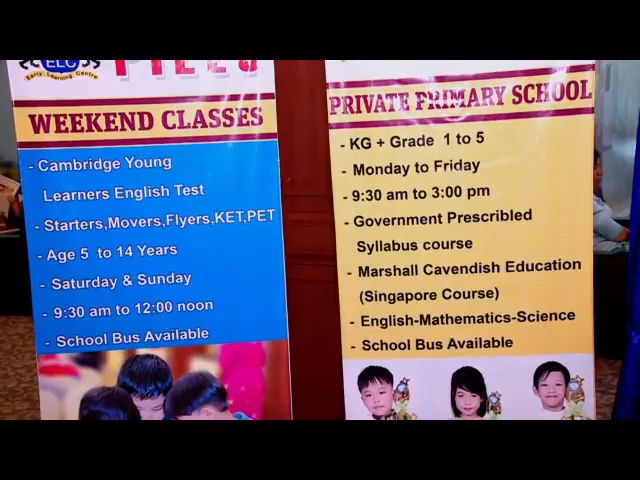 ELC
Early Learning Centre
WEEKEND CLASSES
- Cambridge Young
Learners English Test
- Starters,Movers,Flyers,KET,PET
- Age 5 to 14 Years
- Saturday & Sunday
- 9:30 am to 12:00 noon
- School Bus Available
PRIVATE PRIMARY SCHOOL
- KG + Grade 1 to 5
- Monday to Friday
- 9:30 am to 3:00 pm
- Government Prescribled
Syllabus course
- Marshall Cavendish Education
(Singapore Course)
- English-Mathematics-Science
- School Bus Available